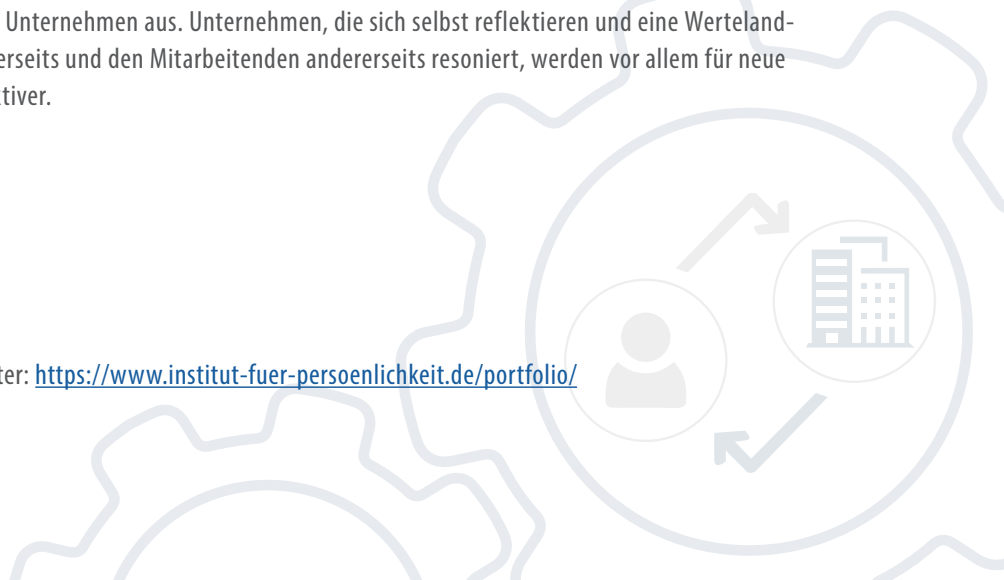 Unternehmen aus. Unternehmen, die sich selbst reflektieren und eine Werteland-
erseits und den Mitarbeitenden andererseits resoniert, werden vor allem für neue
ktiver.
ter: https://www.institut-fuer-persoenlichkeit.de/portfolio/